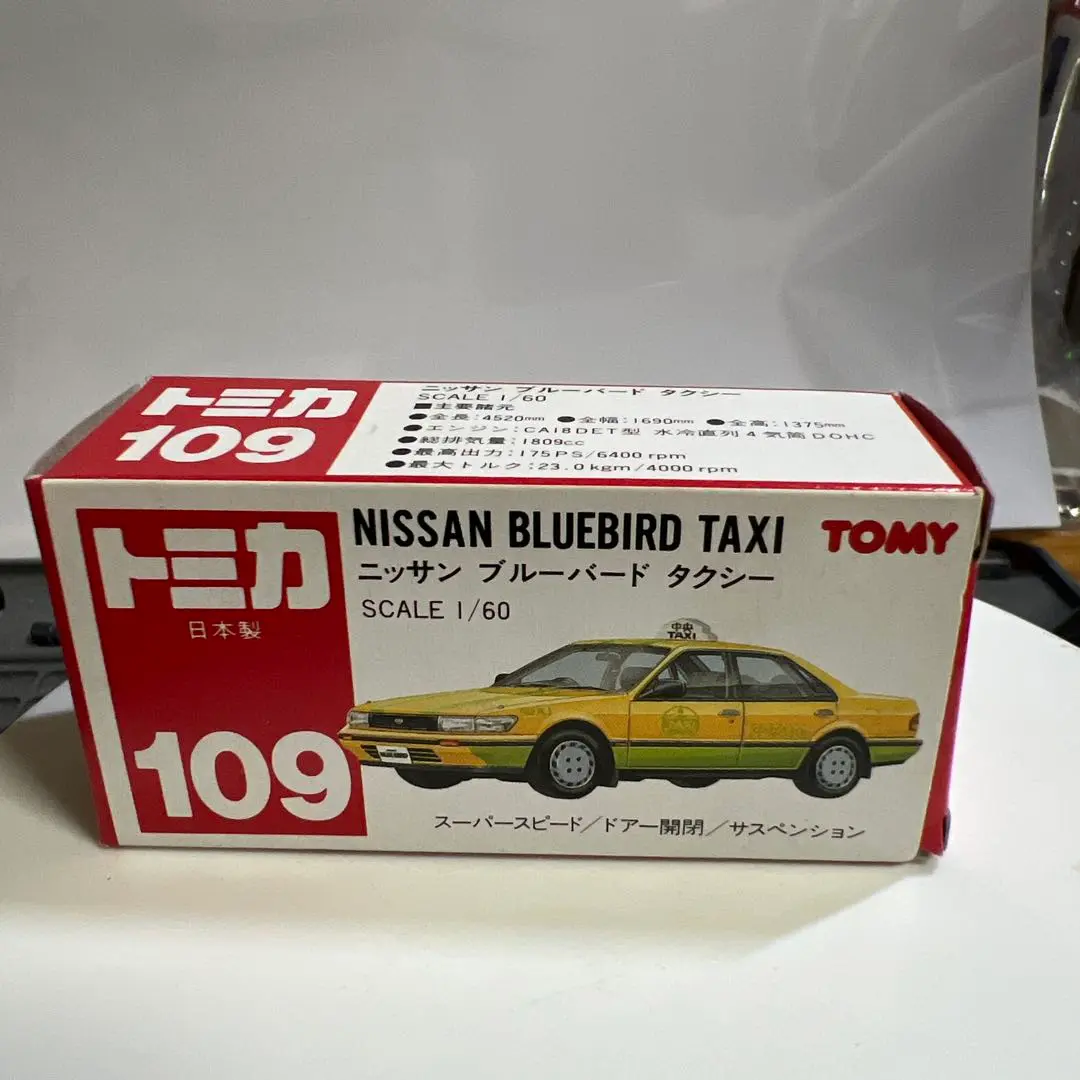 トミカ
109
ニッサン ブルーバード タクシー
SCALE 1/60
■主要諸元
●全長:4520mm ●全幅:1690mm ●全高:1375mm
●エンジン:CA18DET型 水冷直列4気筒DOHC
●総排気量:1809cc
●最高出力:175PS/6400rpm
●最大トルク:23.0kgm/4000rpm
トミカ
日本製
109
NISSAN BLUEBIRD TAXI
TOMY
ニッサン ブルーバード タクシー
SCALE 1/60
中央
TAXI
TAXI
BLUEBIRD
スーパースピード/ドアー開閉/サスペンション